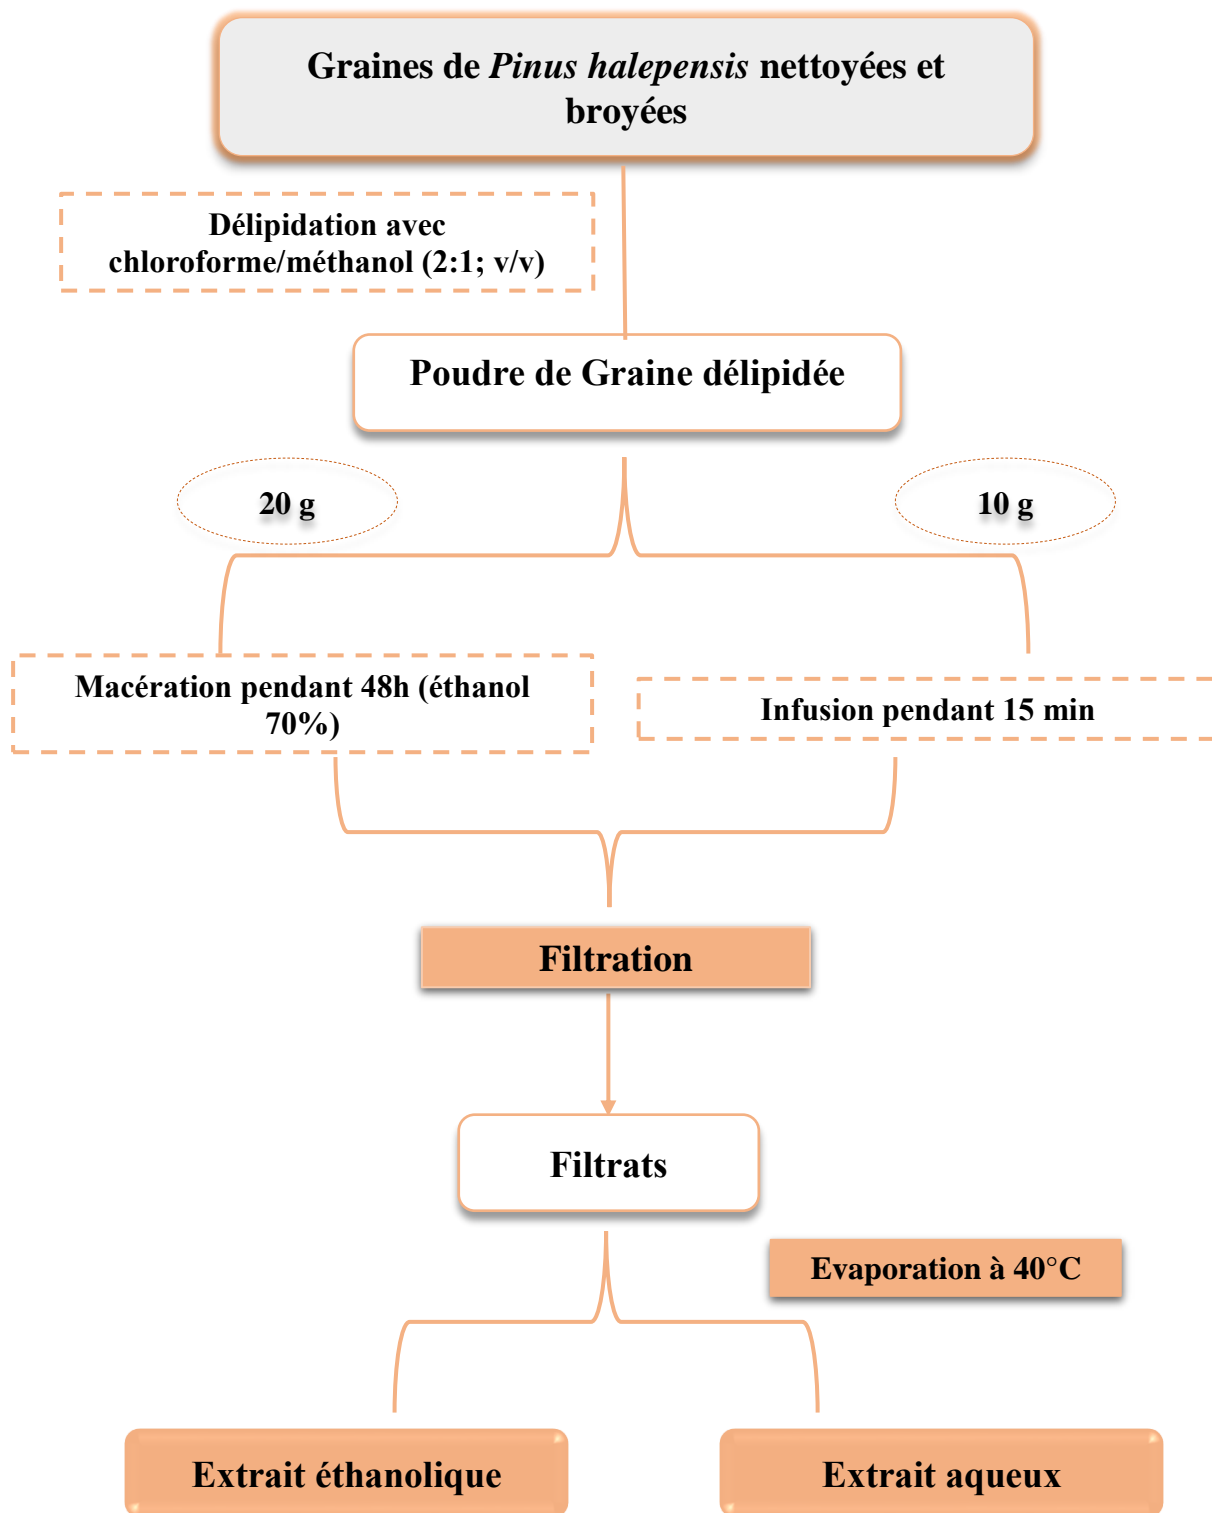 Graines de Pinus halepensis nettoyées et
broyées
Délipidation avec
chloroforme/méthanol (2:1; v/v)
Poudre de Graine délipidée
20 g
10 g
Macération pendant 48h (éthanol
70%)
Infusion pendant 15 min
Filtration
Filtrats
Evaporation à 40°C
Extrait éthanolique
Extrait aqueux